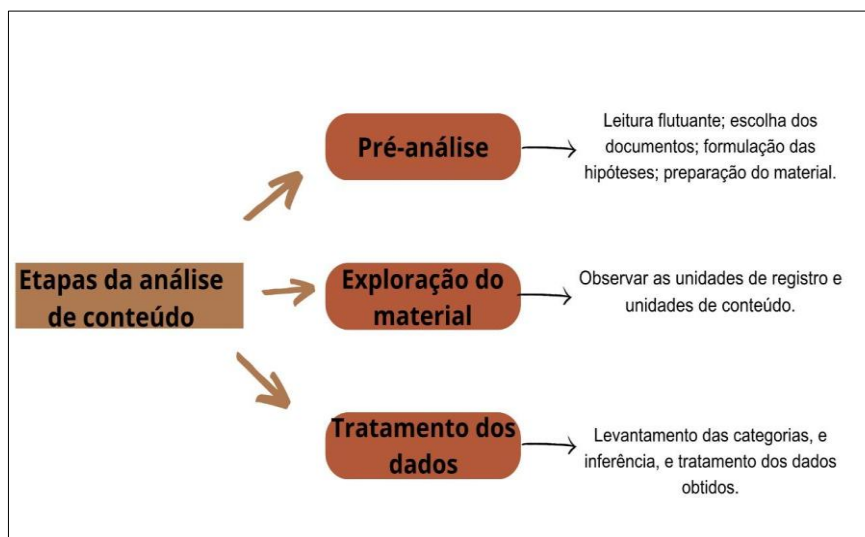 Pré-análise
Leitura flutuante; escolha dos
documentos; formulação das
hipóteses; preparação do material.
Etapas da análise
de conteúdo
Exploração do
material
Observar as unidades de registro e
unidades de conteúdo.
Tratamento dos
dados
Levantamento das categorias, e
inferência, e tratamento dos dados
obtidos.